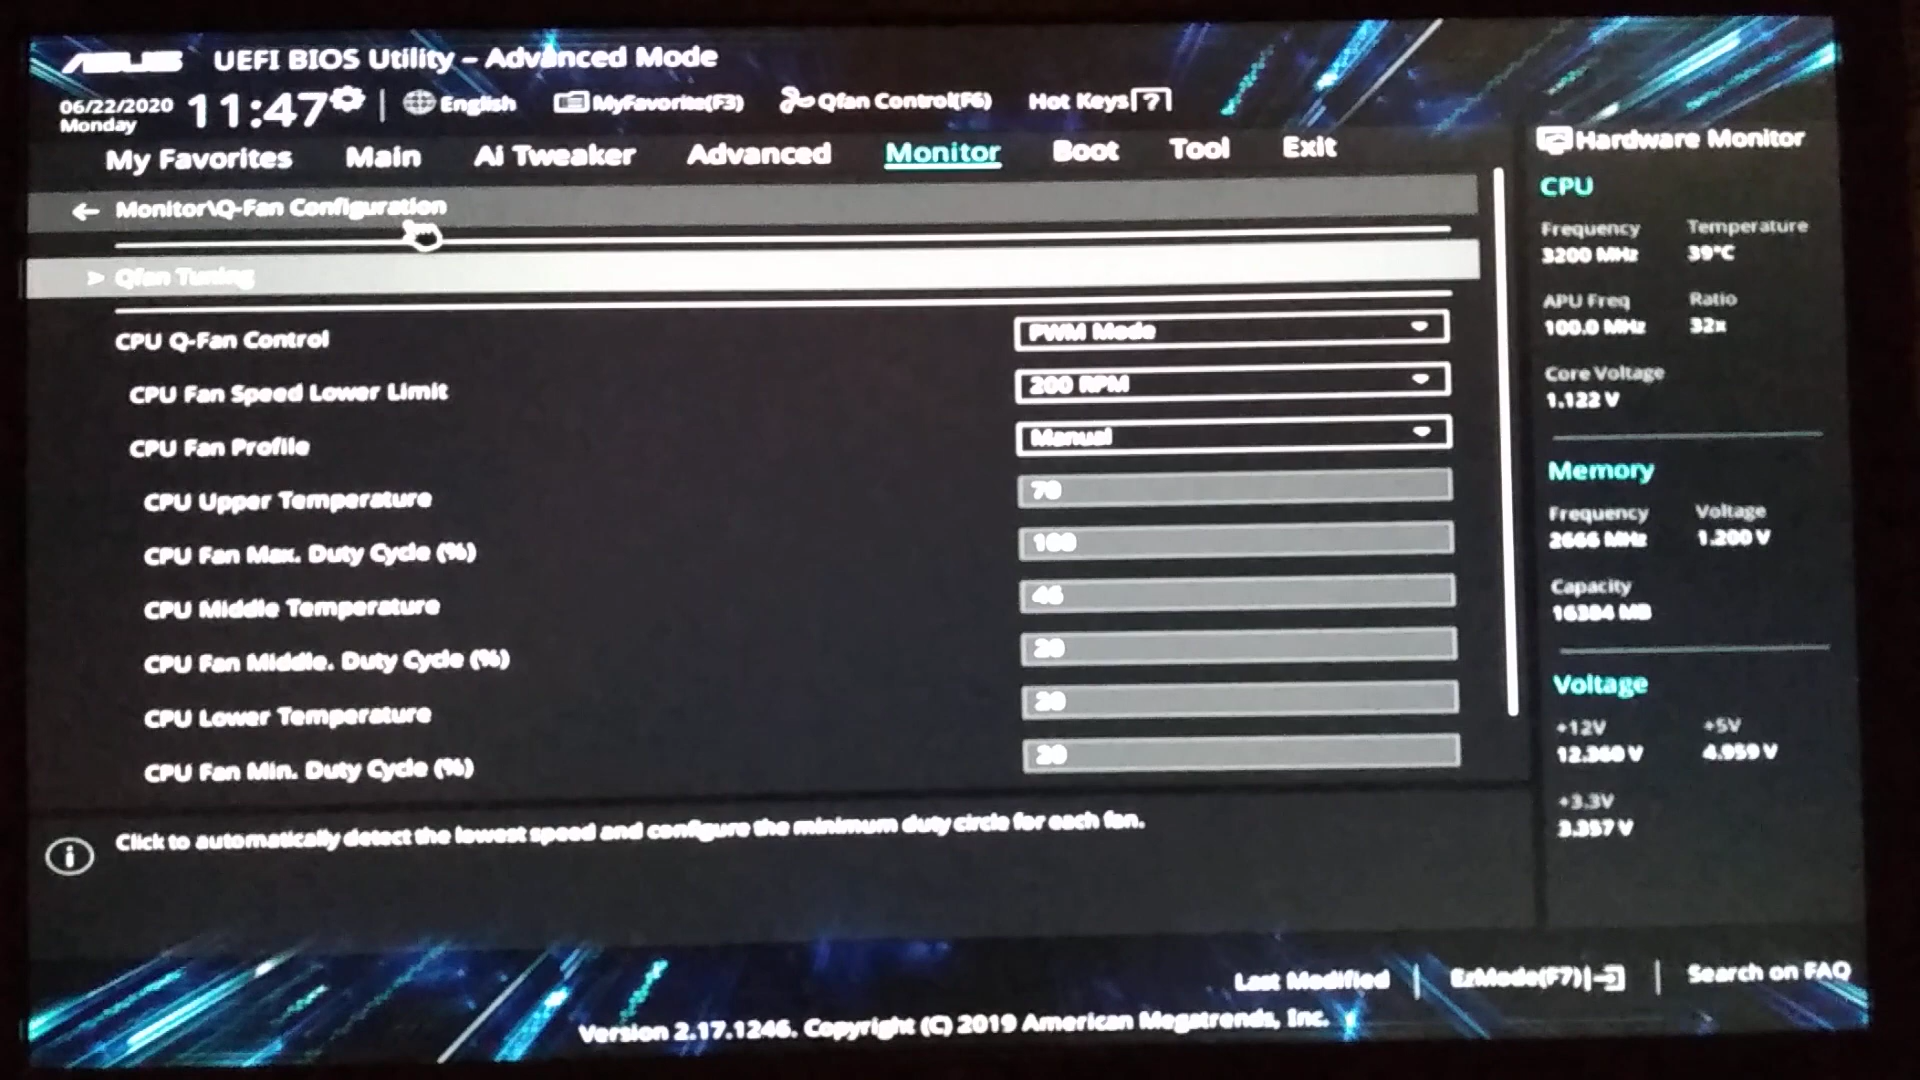 ASUS UEFI BIOS Utility – Advanced Mode
06/22/2020
Monday
11:47
English
MyFavorite(F3)
Qfan Control(F6)
Hot Keys ?
My Favorites
Main
Ai Tweaker
Advanced
Monitor
Boot
Tool
Exit
Hardware Monitor
← Monitor\Q-Fan Configuration
> Qfan Tuning
CPU Q-Fan Control
PWM Mode
CPU Fan Speed Lower Limit
200 RPM
CPU Fan Profile
Manual
CPU Upper Temperature
70
CPU Fan Max. Duty Cycle (%)
100
CPU Middle Temperature
CPU Fan Middle. Duty Cycle (%)
20
CPU Lower Temperature
CPU Fan Min. Duty Cycle (%)
CPU
Frequency
Temperature
3200 MHz
39°C
APU Freq
Ratio
100.0 MHz
32x
Core Voltage
1.122 V
Memory
Frequency
Voltage
2666 MHz
1.200 V
Capacity
16384 MB
Voltage
+12V
+5V
12.360 V
4.959 V
+3.3V
3.357 V
Click to automatically detect the lowest speed and configure the minimum duty circle for each fan.
Last Modified
EzMode(F7)
Search on FAQ
Version 2.17.1246. Copyright (C) 2019 American Megatrends, Inc.